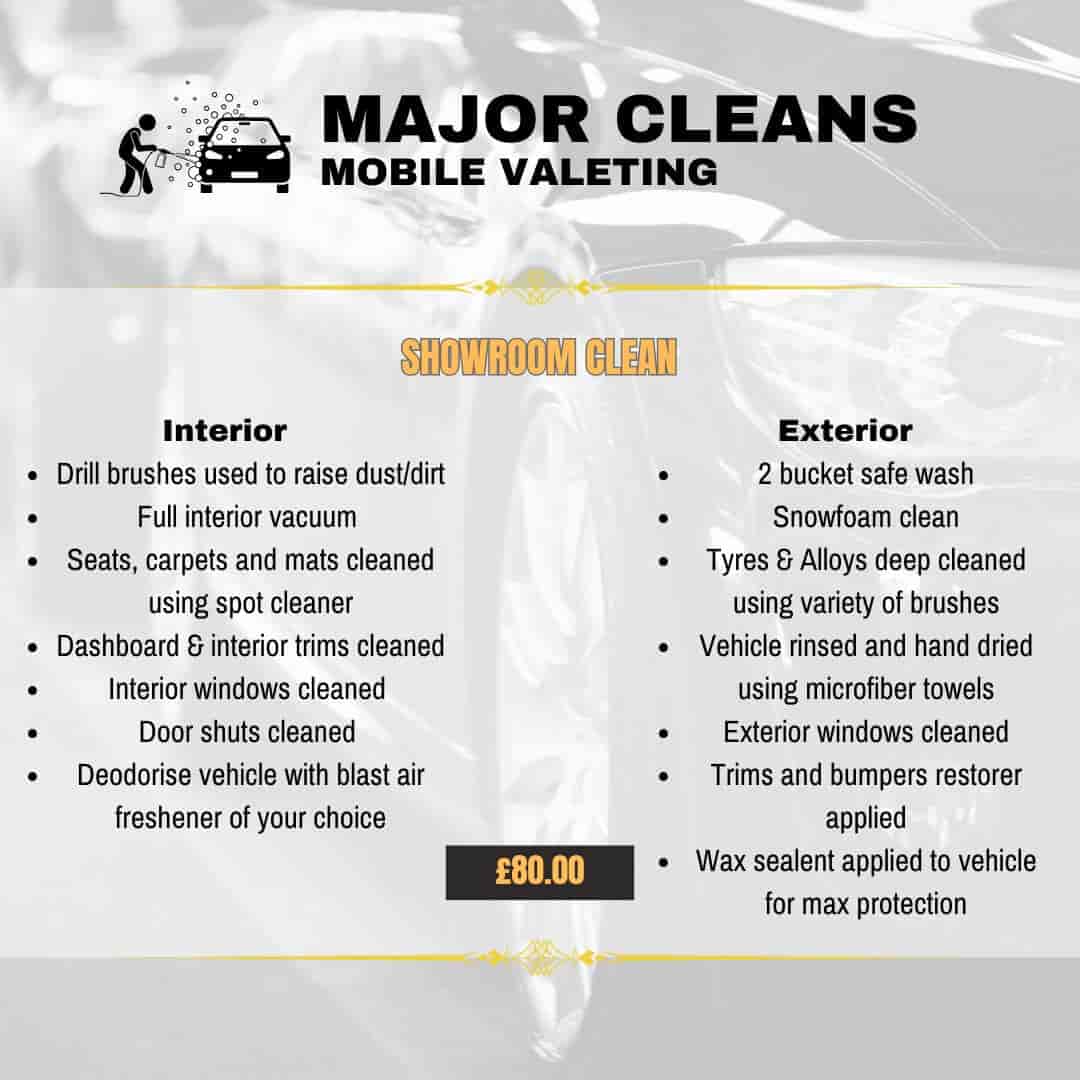 MAJOR CLEANS
MOBILE VALETING
SHOWROOM CLEAN
Interior
• Drill brushes used to raise dust/dirt
• Full interior vacuum
• Seats, carpets and mats cleaned
using spot cleaner
• Dashboard & interior trims cleaned
• Interior windows cleaned
• Door shuts cleaned
• Deodorise vehicle with blast air
freshener of your choice
Exterior
• 2 bucket safe wash
• Snowfoam clean
• Tyres & Alloys deep cleaned
using variety of brushes
• Vehicle rinsed and hand dried
using microfiber towels
• Exterior windows cleaned
• Trims and bumpers restorer
applied
• Wax sealent applied to vehicle
for max protection
£80.00